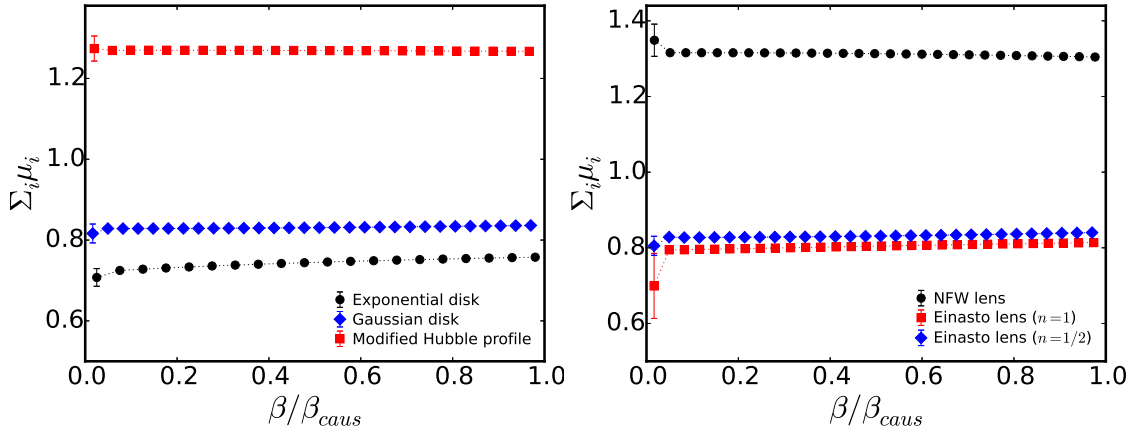 1.2
1.0
0.8
0.6
Σᵢμᵢ
0.0 0.2 0.4 0.6 0.8 1.0
β/β_caus
Exponential disk
Gaussian disk
Modified Hubble profile
1.4
1.2
1.0
0.8
0.6
Σᵢμᵢ
0.0 0.2 0.4 0.6 0.8 1.0
β/β_caus
NFW lens
Einasto lens (n=1)
Einasto lens (n=1/2)